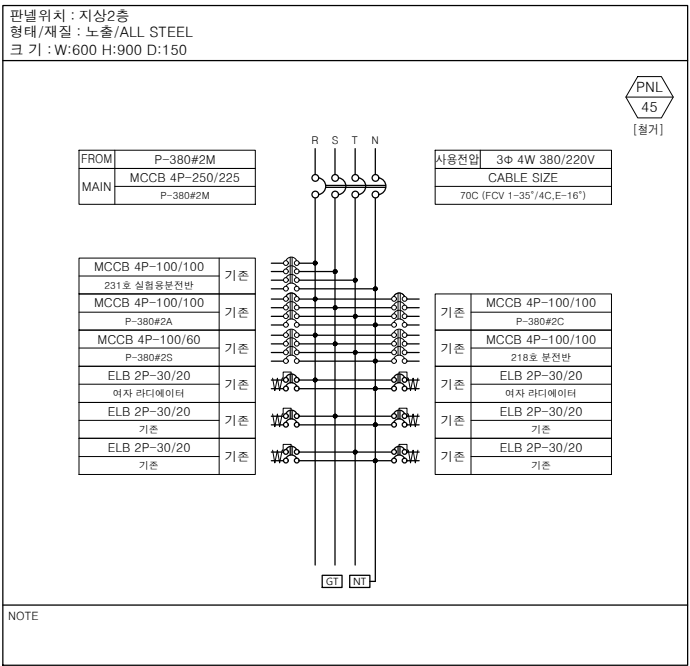 판넬위치 : 지상2층
형태/재질 : 노출/ALL STEEL
크 기 : W:600 H:900 D:150
PNL
45
[철거]
R S T N
FROM P-380#2M
MAIN MCCB 4P-250/225
P-380#2M
사용전압 3Φ 4W 380/220V
CABLE SIZE
70C (FCV 1-35°/4C,E-16°)
MCCB 4P-100/100 기존
231호 실험용분전반
MCCB 4P-100/100 기존
P-380#2A
MCCB 4P-100/60 기존
P-380#2S
ELB 2P-30/20 기존
여자 라디에이터
ELB 2P-30/20 기존
기존
ELB 2P-30/20 기존
기존
기존 MCCB 4P-100/100
P-380#2C
기존 MCCB 4P-100/100
218호 분전반
기존 ELB 2P-30/20
여자 라디에이터
기존 ELB 2P-30/20
기존
기존 ELB 2P-30/20
기존
GT NT
NOTE